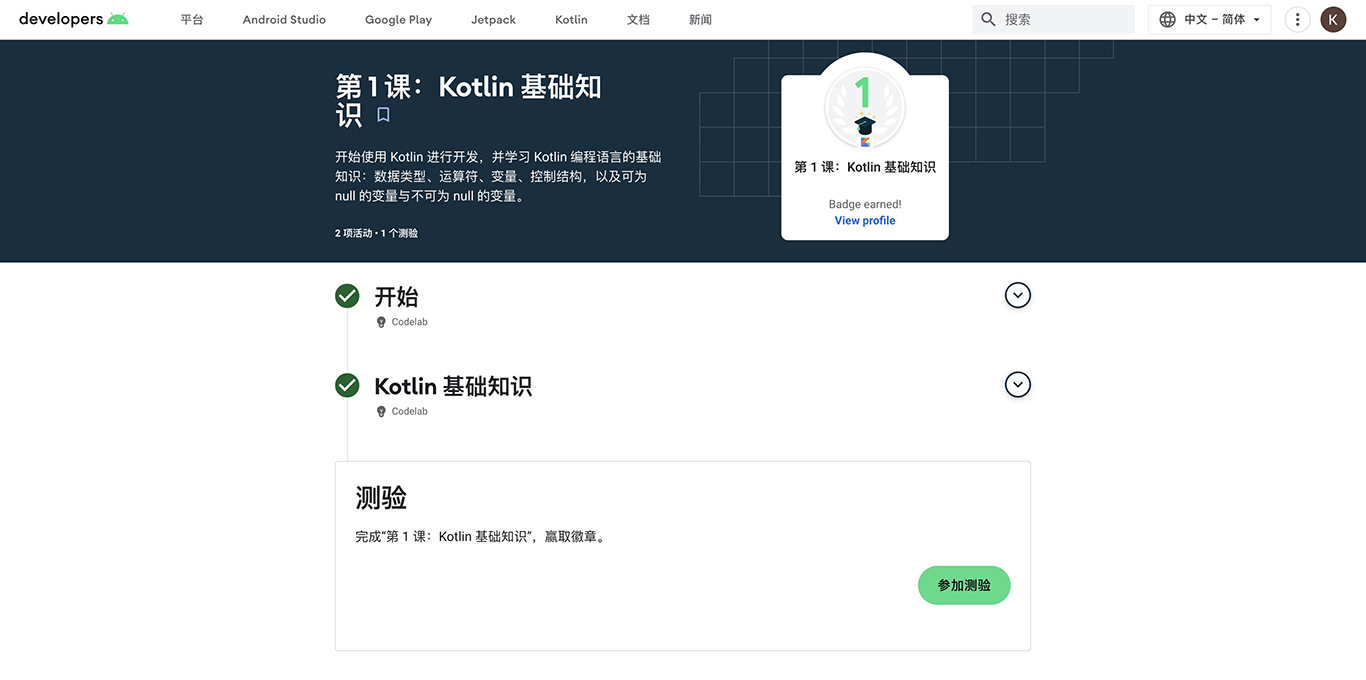 developers 平台 Android Studio Google Play Jetpack Kotlin 文档 新闻 搜索 中文 – 简体 K
第 1 课：Kotlin 基础知
识
开始使用 Kotlin 进行开发，并学习 Kotlin 编程语言的基础
知识：数据类型、运算符、变量、控制结构，以及可为
null 的变量与不可为 null 的变量。
2 项活动 • 1 个测验
1
第 1 课：Kotlin 基础知识
Badge earned!
View profile
开始
Codelab
Kotlin 基础知识
Codelab
测验
完成“第 1 课：Kotlin 基础知识”，赢取徽章。
参加测验